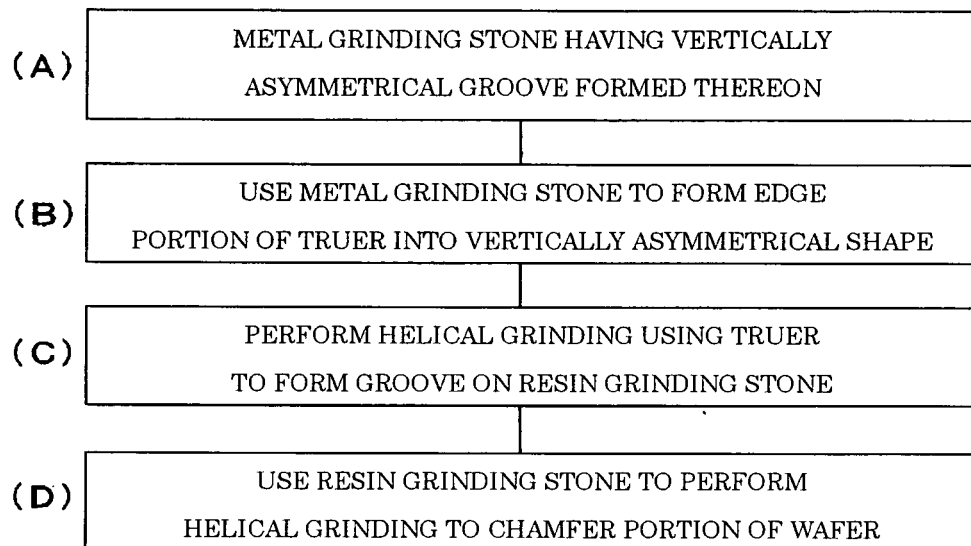 (A)
METAL GRINDING STONE HAVING VERTICALLY
ASYMMETRICAL GROOVE FORMED THEREON
(B)
USE METAL GRINDING STONE TO FORM EDGE
PORTION OF TRUER INTO VERTICALLY ASYMMETRICAL SHAPE
(C)
PERFORM HELICAL GRINDING USING TRUER
TO FORM GROOVE ON RESIN GRINDING STONE
(D)
USE RESIN GRINDING STONE TO PERFORM
HELICAL GRINDING TO CHAMFER PORTION OF WAFER